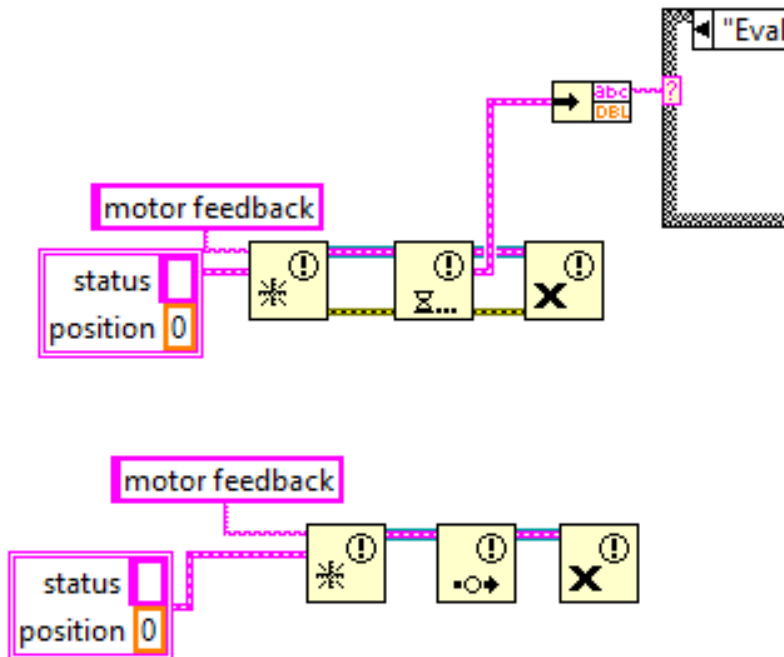 "Eval
abc
DBL
?
motor feedback
status
position 0
motor feedback
status
position 0